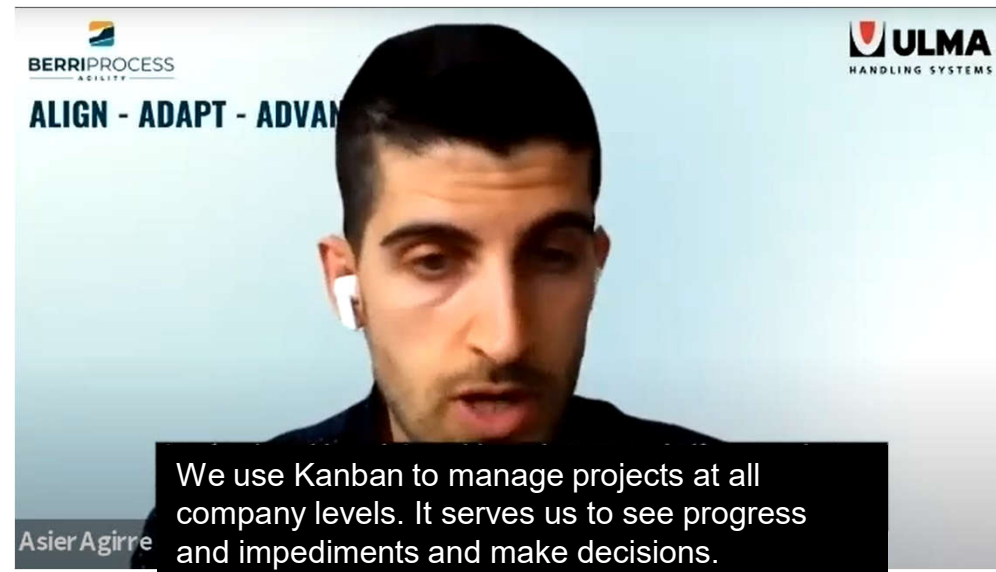 BERRIPROCESS
AGILITY
ULMA
HANDLING SYSTEMS
ALIGN - ADAPT - ADVAN
We use Kanban to manage projects at all
company levels. It serves us to see progress
and impediments and make decisions.
Asier Agirre